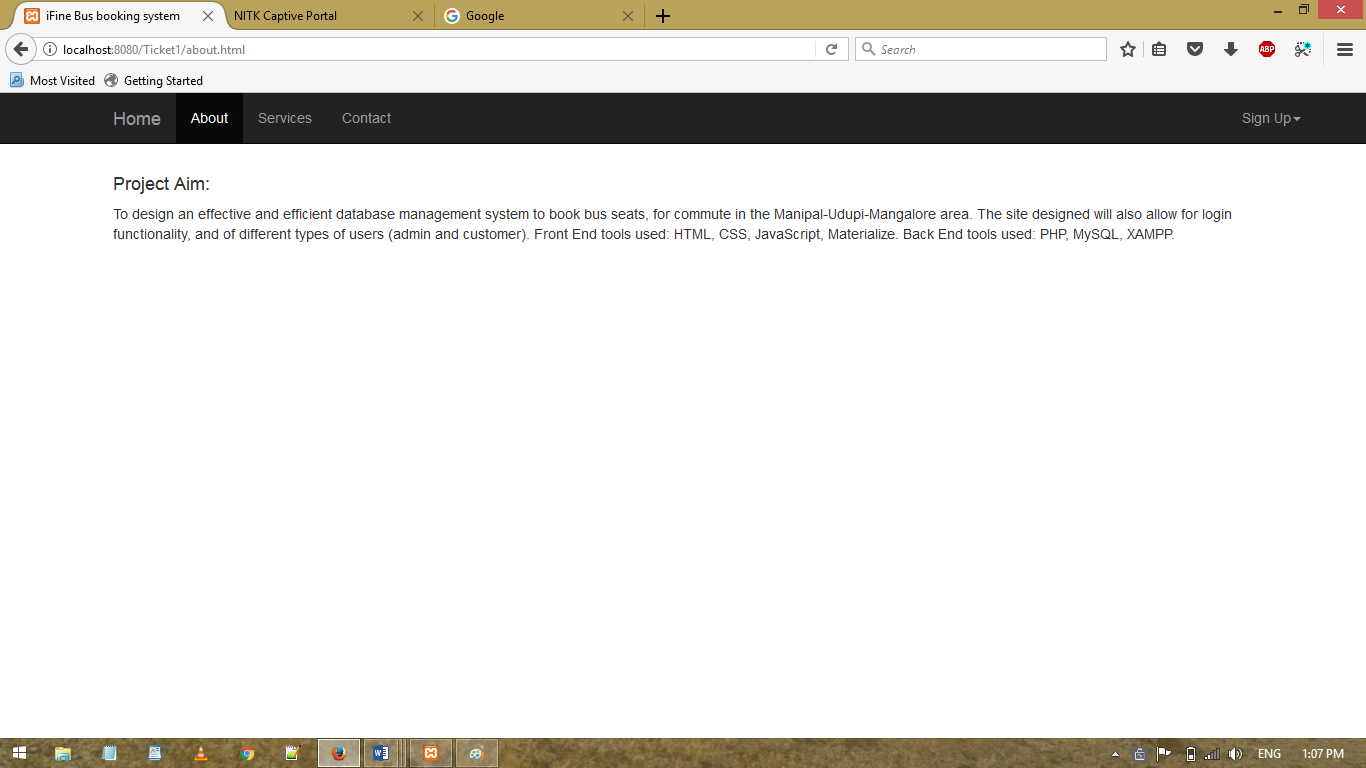 iFine Bus booking system
NITK Captive Portal
Google
localhost:8080/Ticket1/about.html
Search
ABP
Most Visited
Getting Started
Home
About
Services
Contact
Sign Up
Project Aim:
To design an effective and efficient database management system to book bus seats, for commute in the Manipal-Udupi-Mangalore area. The site designed will also allow for login
functionality, and of different types of users (admin and customer). Front End tools used: HTML, CSS, JavaScript, Materialize. Back End tools used: PHP, MySQL, XAMPP.
ENG
1:07 PM